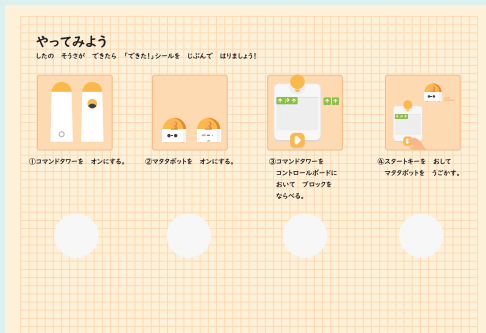 やってみよう
したの そうさが できたら 「できた!」シールを じぶんで はりましょう!
①コマンドタワーを オンにする。
②マタタボットを オンにする。
③コマンドタワーを
コントロールボードに
おいて ブロックを
ならべる。
④スタートキーを おして
マタタボットを うごかす。